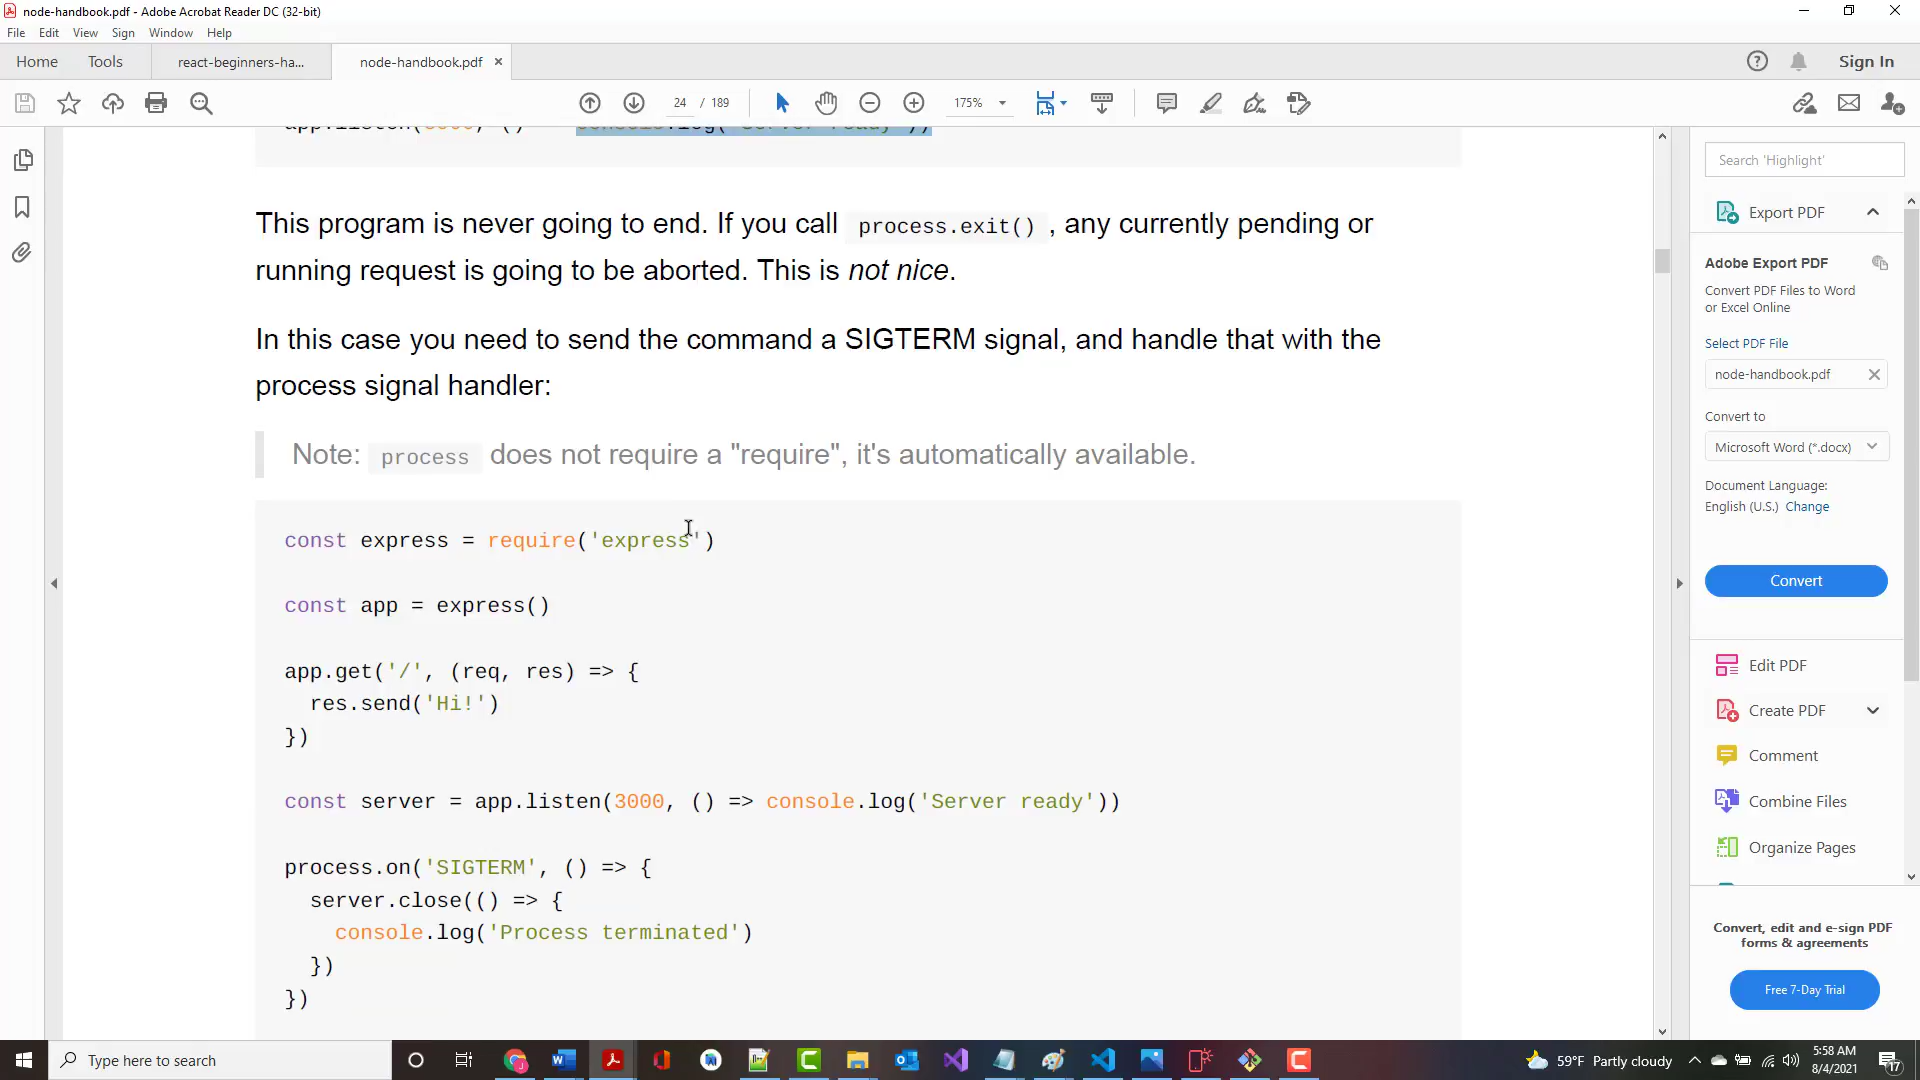 node-handbook.pdf - Adobe Acrobat Reader DC (32-bit)
File Edit View Sign Window Help
Home Tools react-beginners-ha... node-handbook.pdf × Sign In
24 / 189 175%
app.listen(3000, () => console.log('Server ready'))
This program is never going to end. If you call process.exit() , any currently pending or
running request is going to be aborted. This is not nice.
In this case you need to send the command a SIGTERM signal, and handle that with the
process signal handler:
Note: process does not require a "require", it's automatically available.
const express = require('express')
const app = express()
app.get('/', (req, res) => {
res.send('Hi!')
})
const server = app.listen(3000, () => console.log('Server ready'))
process.on('SIGTERM', () => {
server.close(() => {
console.log('Process terminated')
})
})
Search 'Highlight'
Export PDF
Adobe Export PDF
Convert PDF Files to Word
or Excel Online
Select PDF File
node-handbook.pdf
Convert to
Microsoft Word (*.docx)
Document Language:
English (U.S.) Change
Convert
Edit PDF
Create PDF
Comment
Combine Files
Organize Pages
Convert, edit and e-sign PDF
forms & agreements
Free 7-Day Trial
Type here to search
59°F Partly cloudy
5:58 AM
8/4/2021
17